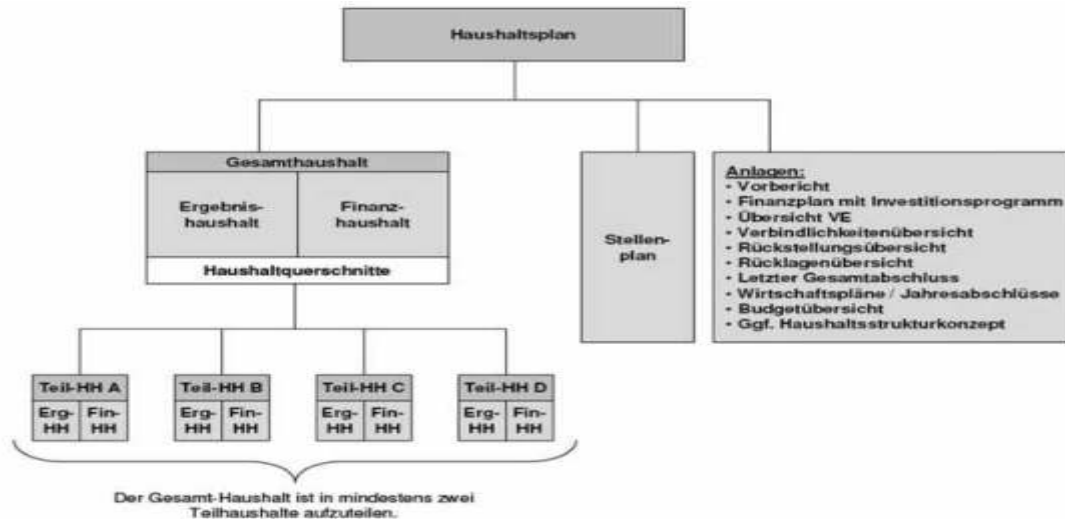 Haushaltsplan
Gesamthaushalt
Ergebnis-
haushalt
Finanz-
haushalt
Haushaltquerschnitte
Stellen-
plan
Anlagen:
• Vorbericht
• Finanzplan mit Investitionsprogramm
• Übersicht VE
• Verbindlichkeitenübersicht
• Rückstellungsübersicht
• Rücklagenübersicht
• Letzter Gesamtabschluss
• Wirtschaftspläne / Jahresabschlüsse
• Budgetübersicht
• Ggf. Haushaltsstrukturkonzept
Teil-HH A
Erg-
HH
Fin-
HH
Teil-HH B
Erg-
HH
Fin-
HH
Teil-HH C
Erg-
HH
Fin-
HH
Teil-HH D
Erg-
HH
Fin-
HH
Der Gesamt-Haushalt ist in mindestens zwei
Teilhaushalte aufzuteilen.